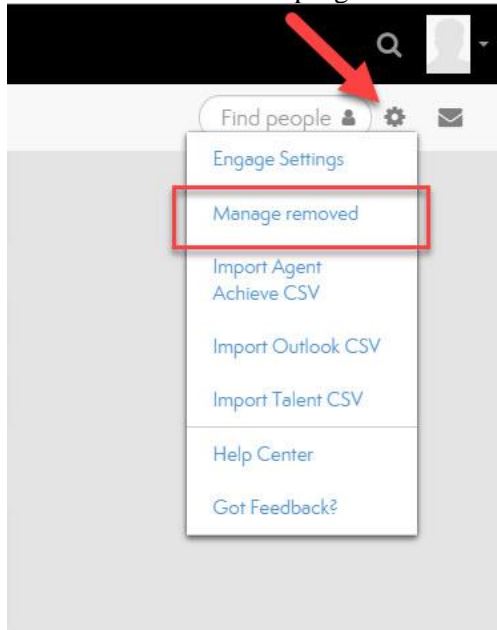 Find people
Engage Settings
Manage removed
Import Agent
Achieve CSV
Import Outlook CSV
Import Talent CSV
Help Center
Got Feedback?